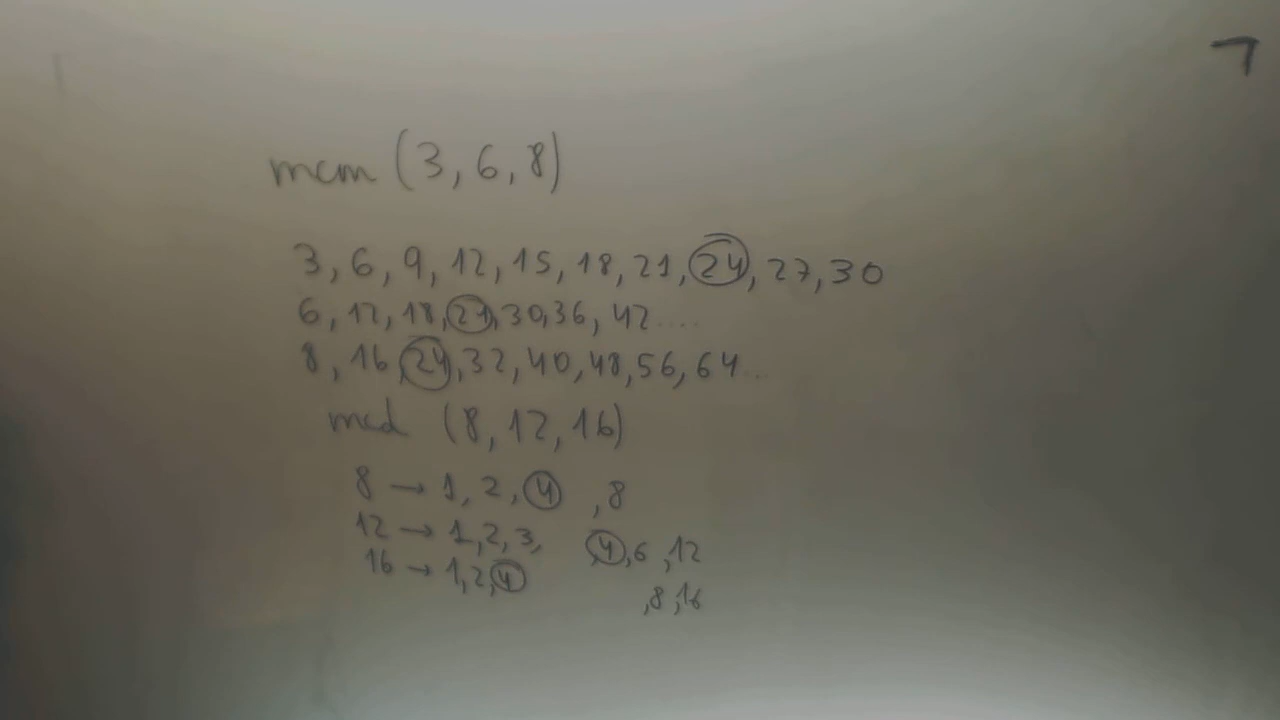 mcm (3, 6, 8)
3, 6, 9, 12, 15, 18, 21, 24, 27, 30
6, 12, 18, 24, 30, 36, 42....
8, 16, 24, 32, 40, 48, 56, 64...
mcd (8, 12, 16)
8 → 1, 2, 4, 8
12 → 1, 2, 3, 4, 6, 12
16 → 1, 2, 4, 8, 16